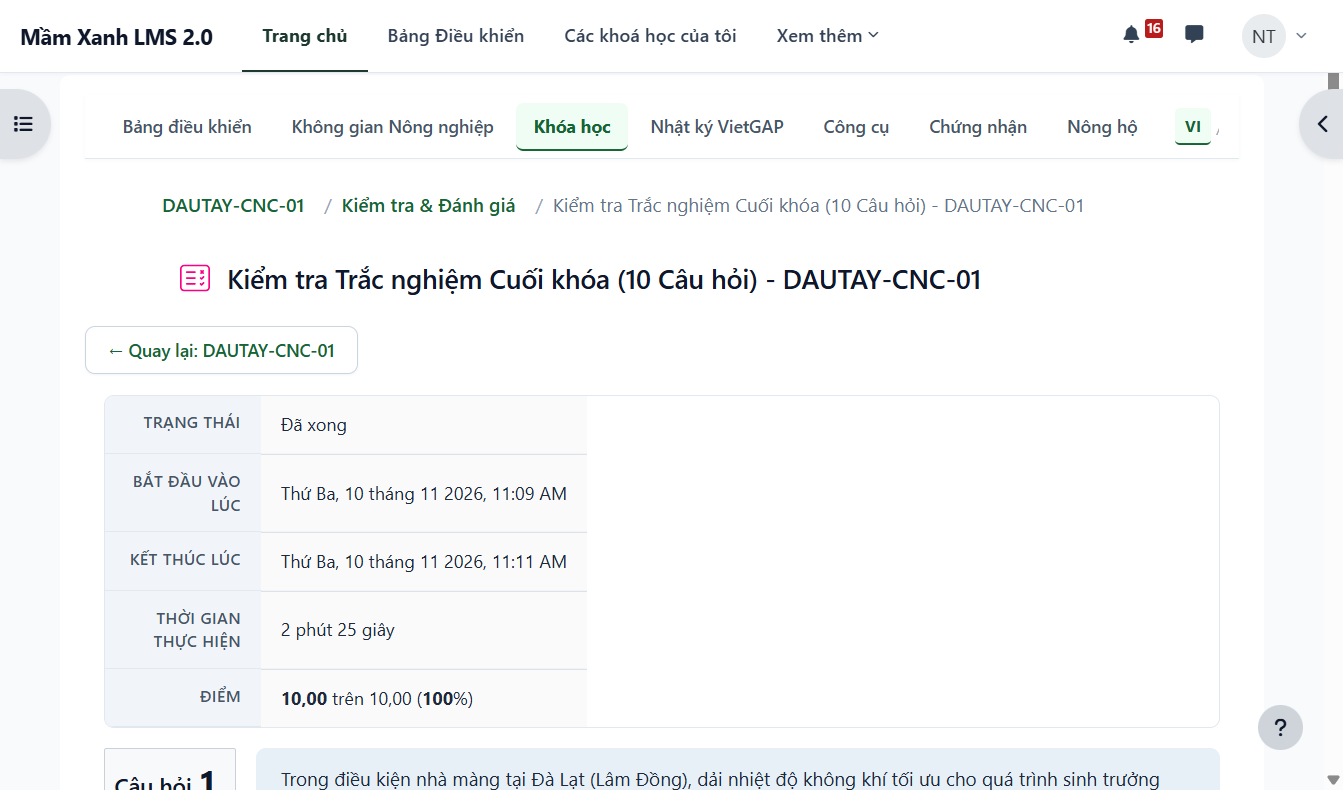 Mầm Xanh LMS 2.0
Trang chủ
Bảng Điều khiển
Các khoá học của tôi
Xem thêm
16
NT
Bảng điều khiển
Không gian Nông nghiệp
Khóa học
Nhật ký VietGAP
Công cụ
Chứng nhận
Nông hộ
VI
/
DAUTAY-CNC-01 / Kiểm tra & Đánh giá / Kiểm tra Trắc nghiệm Cuối khóa (10 Câu hỏi) - DAUTAY-CNC-01
Kiểm tra Trắc nghiệm Cuối khóa (10 Câu hỏi) - DAUTAY-CNC-01
← Quay lại: DAUTAY-CNC-01
TRẠNG THÁI
Đã xong
BẮT ĐẦU VÀO
LÚC
Thứ Ba, 10 tháng 11 2026, 11:09 AM
KẾT THÚC LÚC
Thứ Ba, 10 tháng 11 2026, 11:11 AM
THỜI GIAN
THỰC HIỆN
2 phút 25 giây
ĐIỂM
10,00 trên 10,00 (100%)
?
Câu hỏi 1
Trong điều kiện nhà màng tại Đà Lạt (Lâm Đồng), dải nhiệt độ không khí tối ưu cho quá trình sinh trưởng